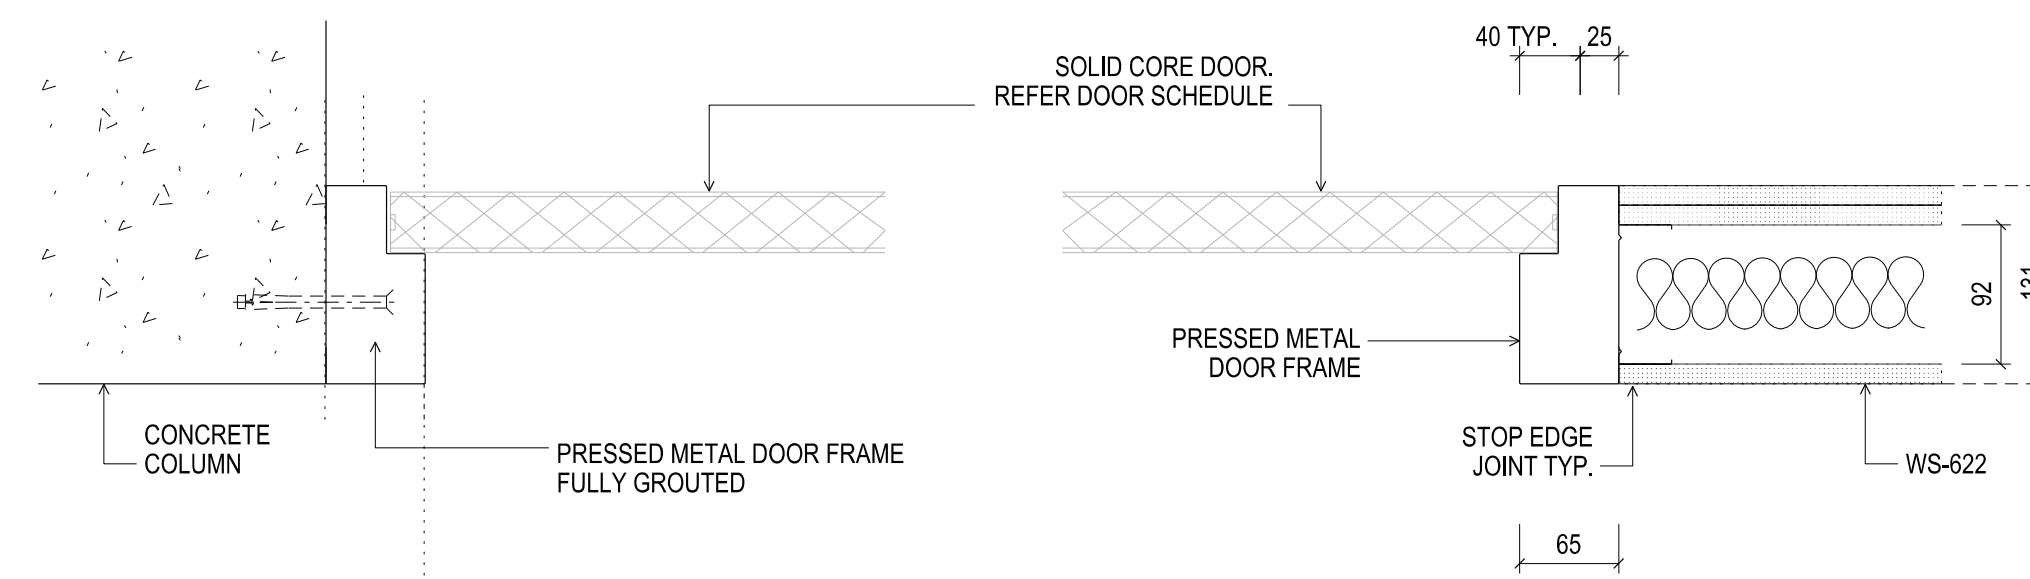 40 TYP. 25
SOLID CORE DOOR.
REFER DOOR SCHEDULE
92
131
PRESSED METAL
DOOR FRAME
CONCRETE
COLUMN
PRESSED METAL DOOR FRAME
FULLY GROUTED
STOP EDGE
JOINT TYP.
WS-622
65